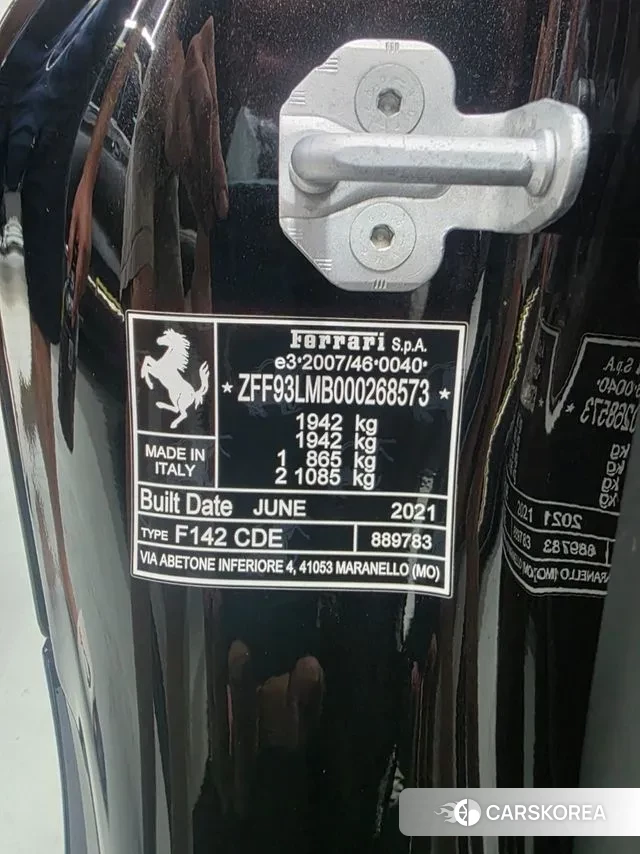 Ferrari S.p.A.
e3*2007/46*0040*
* ZFF93LMB000268573 *
1942 kg
1942 kg
1 865 kg
2 1085 kg
MADE IN
ITALY
Built Date JUNE 2021
TYPE F142 CDE 889783
VIA ABETONE INFERIORE 4, 41053 MARANELLO (MO)
CARSKOREA